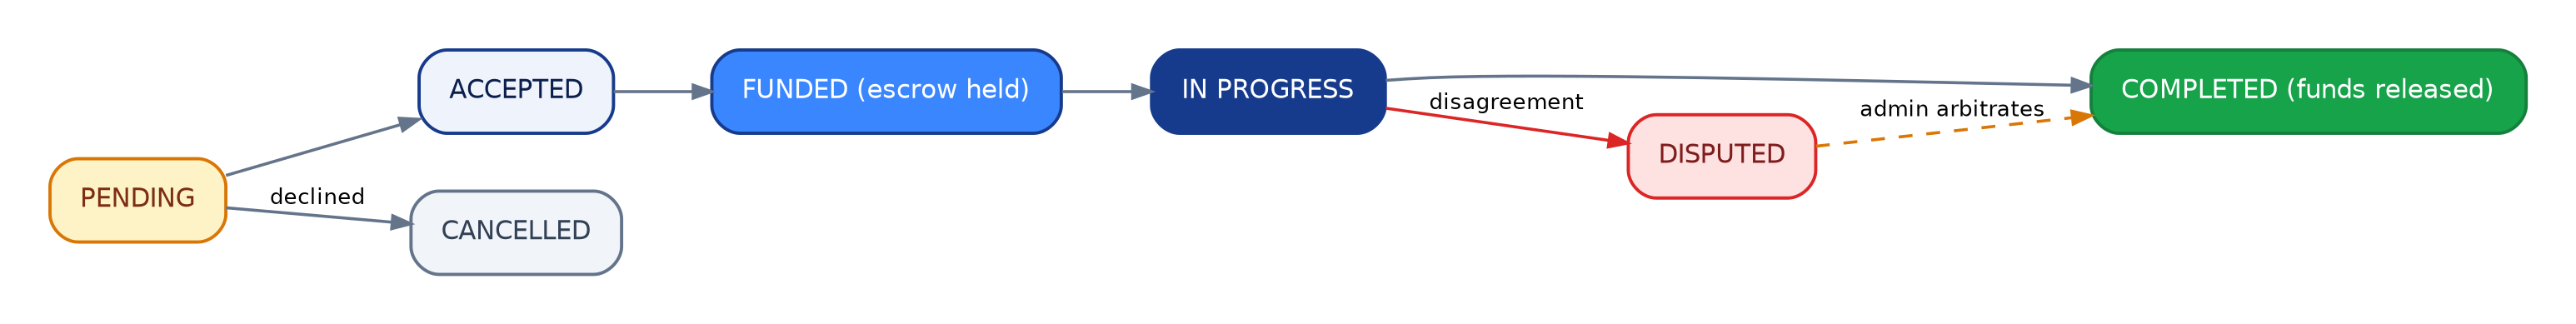 ACCEPTED
FUNDED (escrow held)
IN PROGRESS
COMPLETED (funds released)
disagreement
admin arbitrates
DISPUTED
PENDING
declined
CANCELLED